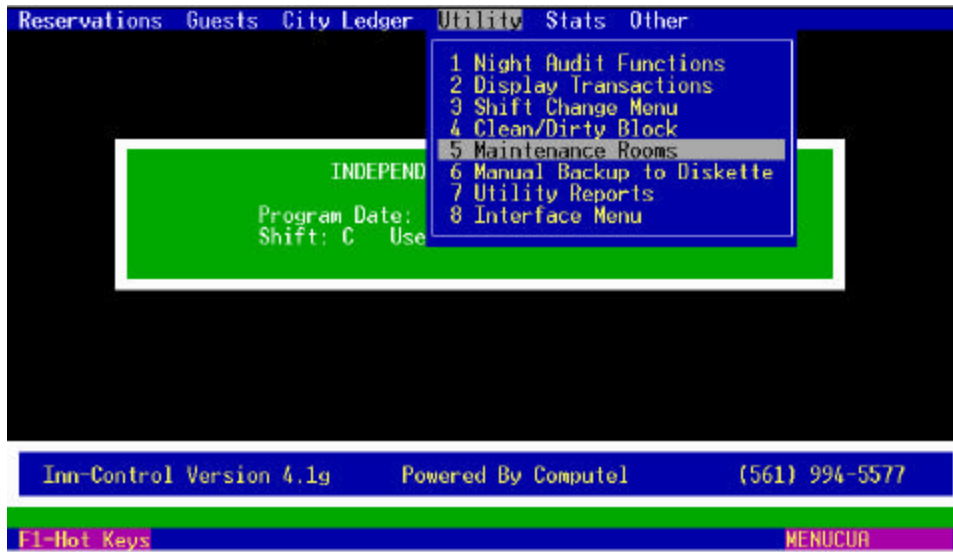 Reservations Guests City Ledger Utility Stats Other
1 Night Audit Functions
2 Display Transactions
3 Shift Change Menu
4 Clean/Dirty Block
5 Maintenance Rooms
6 Manual Backup to Diskette
7 Utility Reports
8 Interface Menu
INDEPEND
Program Date:
Shift: C Use
Inn-Control Version 4.1g Powered By Computel (561) 994-5577
F1-Hot Keys MENUCUA